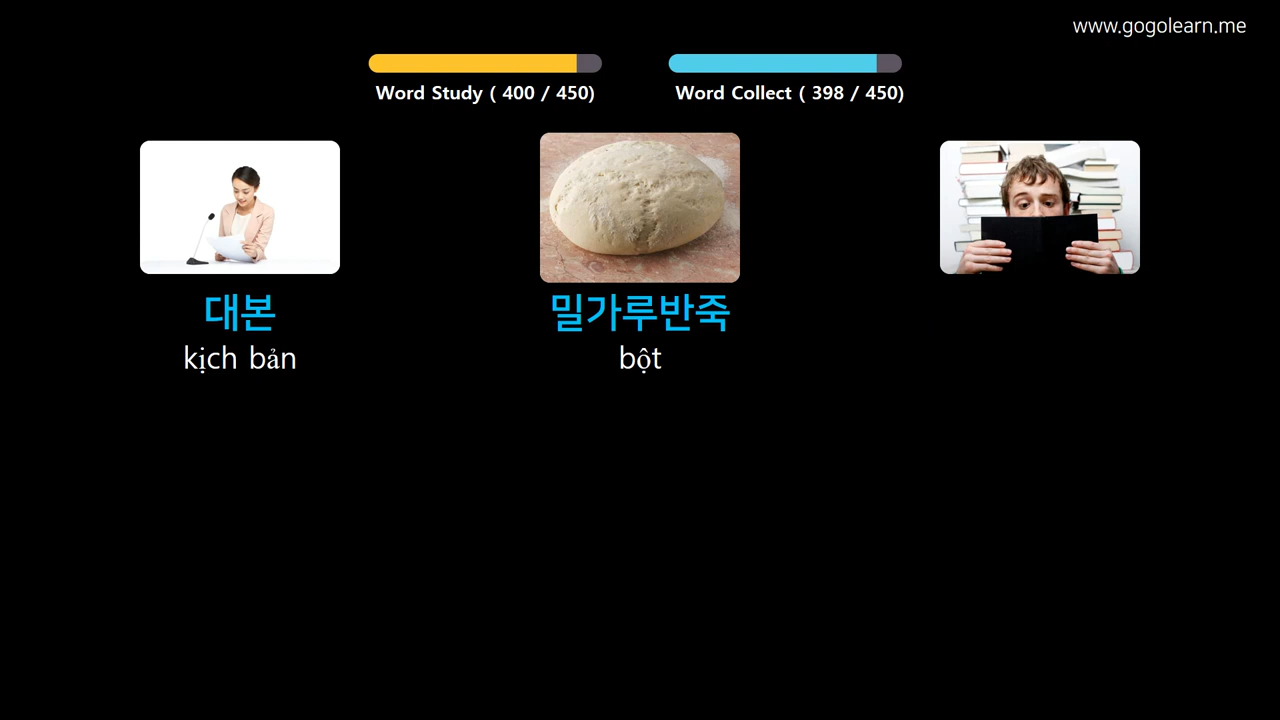 www.gogolearn.me
Word Study ( 400 / 450)
Word Collect ( 398 / 450)
대본
kịch bản
밀가루반죽
bột